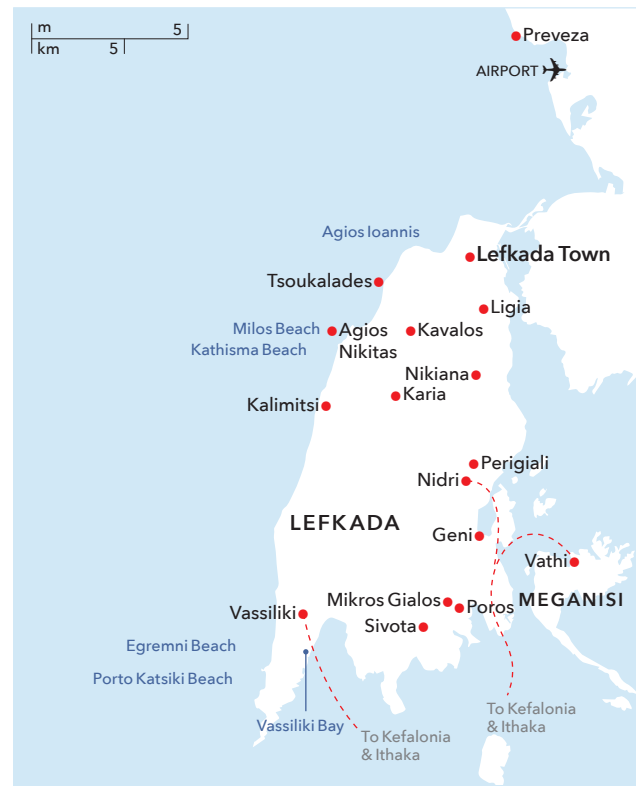 m 5
km 5
Preveza
AIRPORT
Agios Ioannis
Lefkada Town
Tsoukalades
Ligia
Milos Beach
Agios
Nikitas
Kavalos
Kathisma Beach
Nikiana
Karia
Kalimitsi
Perigiali
Nidri
LEFKADA
Geni
Vathi
MEGANISI
Mikros Gialos
Poros
Vassiliki
Sivota
Egremni Beach
Porto Katsiki Beach
Vassiliki Bay
To Kefalonia
& Ithaka
To Kefalonia
& Ithaka